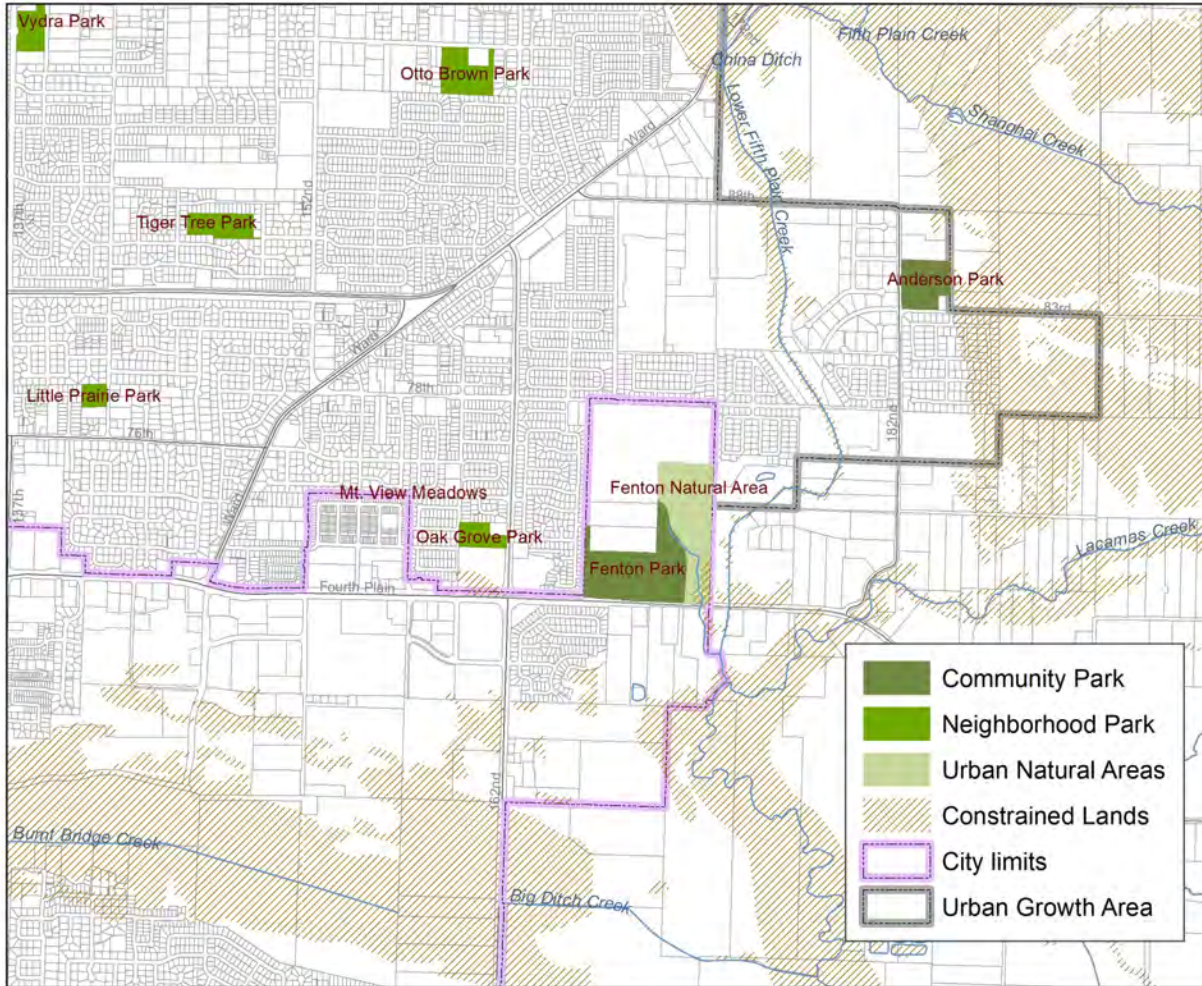 Vydra Park
Otto Brown Park
Fifth Plain Creek
China Ditch
Shanghai Creek
Lower Fifth Plain Creek
Ward
137th
152nd
88th
Tiger Tree Park
Anderson Park
83rd
Ward
78th
Little Prairie Park
76th
182nd
137th
Ward
Mt. View Meadows
Fenton Natural Area
Oak Grove Park
Lacamas Creek
Fenton Park
Fourth Plain
162nd
Burnt Bridge Creek
Big Ditch Creek
Community Park
Neighborhood Park
Urban Natural Areas
Constrained Lands
City limits
Urban Growth Area